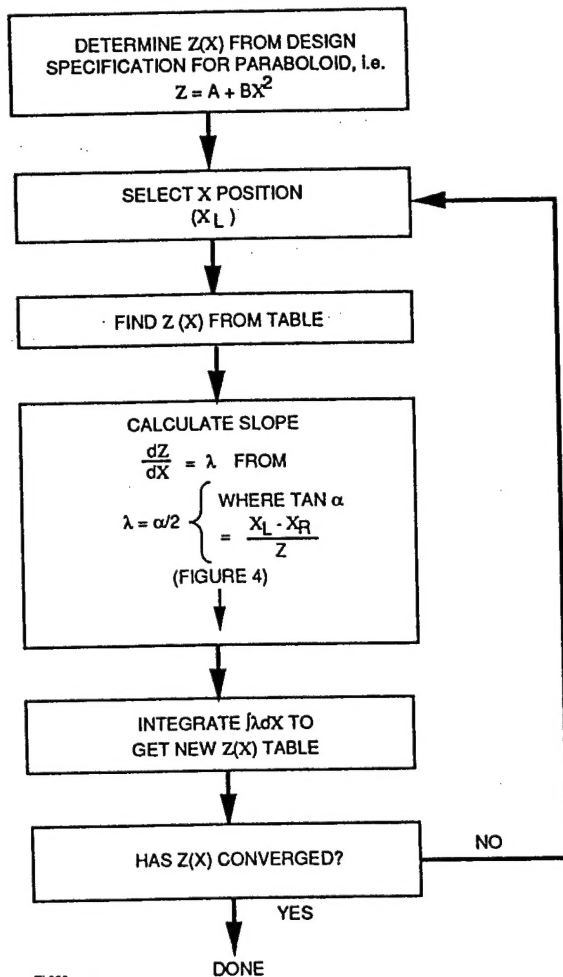 DETERMINE Z(X) FROM DESIGN
SPECIFICATION FOR PARABOLOID, i.e.
Z = A + BX²
SELECT X POSITION
(X_L)
FIND Z (X) FROM TABLE
CALCULATE SLOPE
dZ/dX = λ FROM
λ = α/2 { WHERE TAN α
= X_L - X_R / Z
(FIGURE 4)
INTEGRATE ∫λdX TO
GET NEW Z(X) TABLE
HAS Z(X) CONVERGED?
NO
YES
DONE